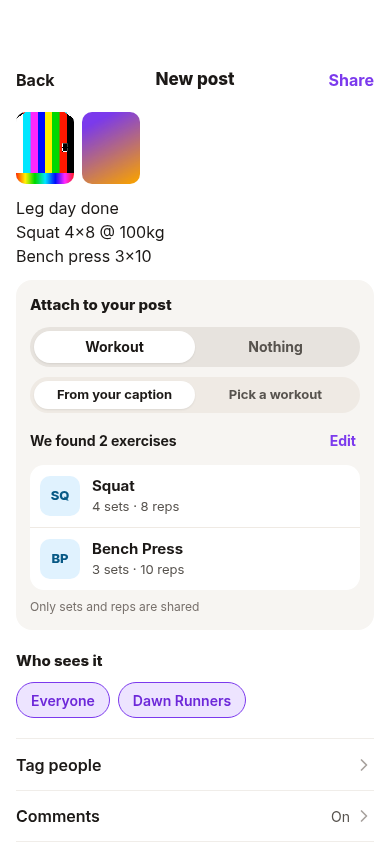 Back
New post
Share
Leg day done
Squat 4×8 @ 100kg
Bench press 3×10
Attach to your post
Workout
Nothing
From your caption
Pick a workout
We found 2 exercises
Edit
SQ
Squat
4 sets · 8 reps
BP
Bench Press
3 sets · 10 reps
Only sets and reps are shared
Who sees it
Everyone
Dawn Runners
Tag people
Comments
On